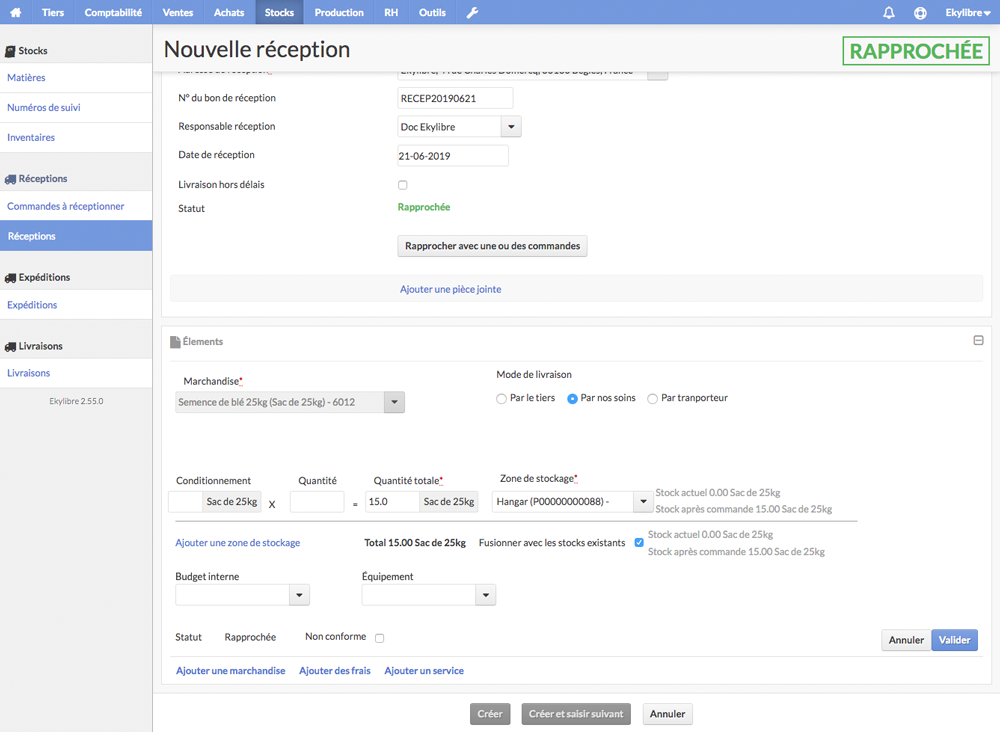 Tiers Comptabilité Ventes Achats Stocks Production RH Outils Ekylibre
Stocks
Matières
Numéros de suivi
Inventaires
Réceptions
Commandes à réceptionner
Réceptions
Expéditions
Expéditions
Livraisons
Livraisons
Ekylibre 2.55.0
Nouvelle réception
RAPPROCHÉE
N° du bon de réception RECEP20190621
Responsable réception Doc Ekylibre
Date de réception 21-06-2019
Livraison hors délais
Statut Rapprochée
Rapprocher avec une ou des commandes
Ajouter une pièce jointe
Élements
Marchandise* Mode de livraison
Semence de blé 25kg (Sac de 25kg) - 6012 Par le tiers Par nos soins Par tranporteur
Conditionnement Quantité Quantité totale* Zone de stockage*
Sac de 25kg X = 15.0 Sac de 25kg Hangar (P00000000088) - Stock actuel 0.00 Sac de 25kg
Stock après commande 15.00 Sac de 25kg
Ajouter une zone de stockage Total 15.00 Sac de 25kg Fusionner avec les stocks existants Stock actuel 0.00 Sac de 25kg
Stock après commande 15.00 Sac de 25kg
Budget interne Équipement
Statut Rapprochée Non conforme Annuler Valider
Ajouter une marchandise Ajouter des frais Ajouter un service
Créer Créer et saisir suivant Annuler